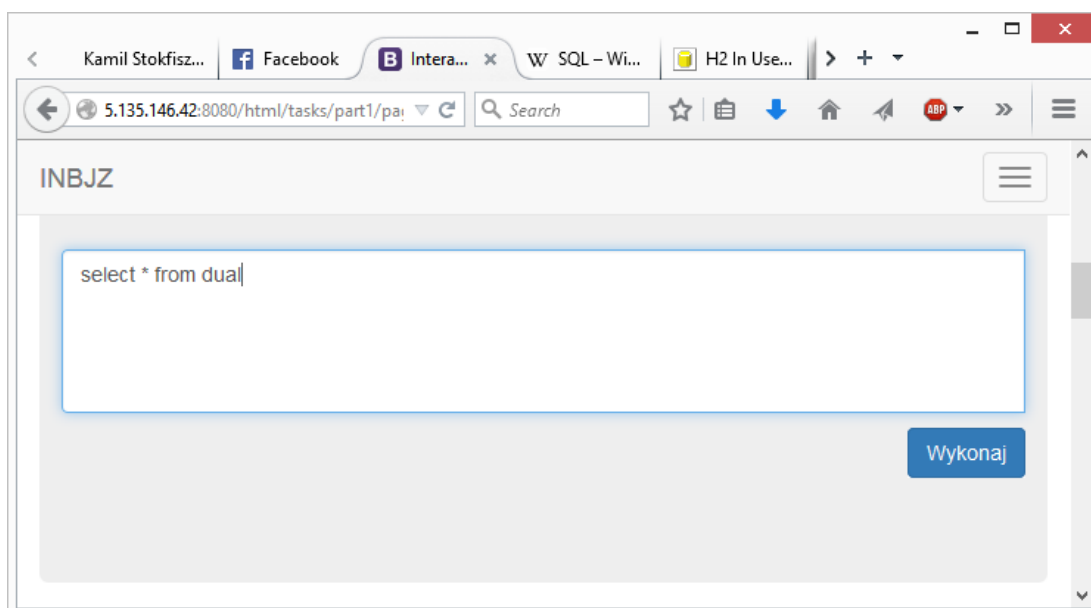 Kamil Stokfisz... Facebook B Intera... W SQL – Wi... H2 In Use...
5.135.146.42:8080/html/tasks/part1/pa Search ABP
INBJZ
select * from dual
Wykonaj